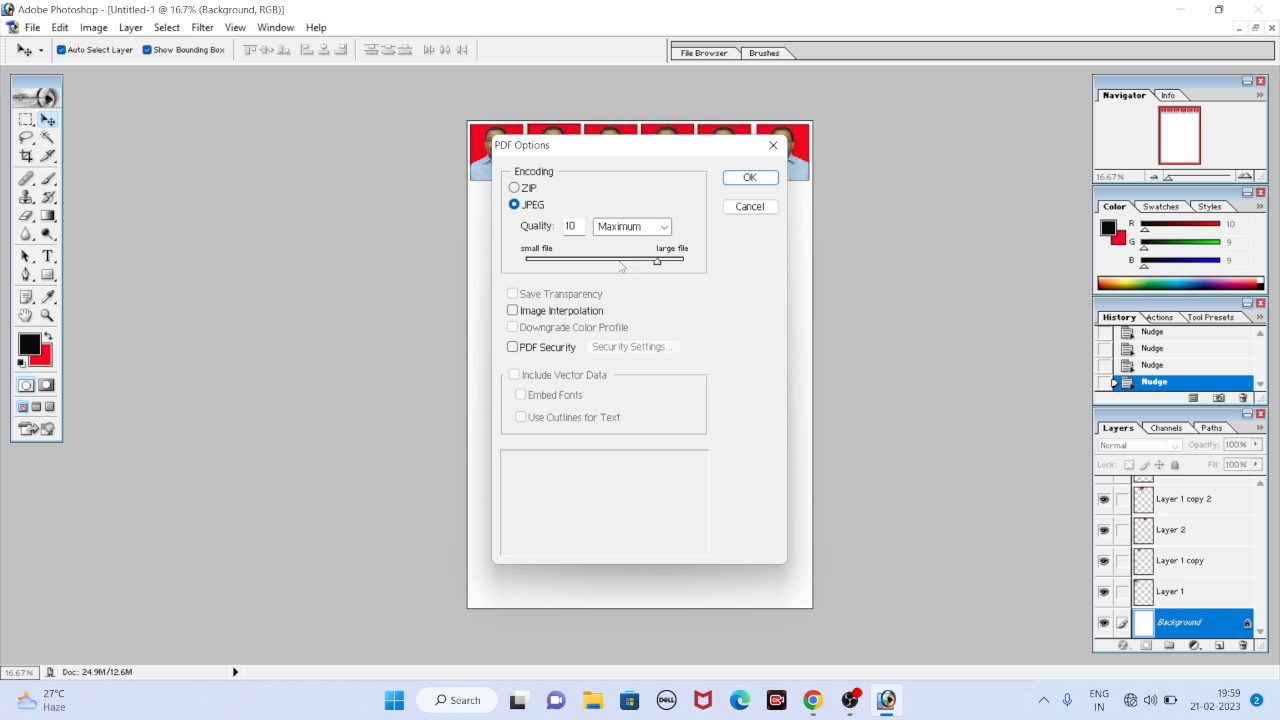 Adobe Photoshop - [Untitled-1 @ 16.7% (Background, RGB)]
File Edit Image Layer Select Filter View Window Help
Auto Select Layer Show Bounding Box File Browser Brushes
Navigator Info
16.67%
Color Swatches Styles
R 10
G 9
B 9
History Actions Tool Presets
Nudge
Nudge
Nudge
Nudge
Layers Channels Paths
Normal Opacity: 100%
Lock: Fill: 100%
Layer 1 copy 2
Layer 2
Layer 1 copy
Layer 1
Background
PDF Options
Encoding
ZIP
JPEG
Quality: 10 Maximum
small file large file
OK
Cancel
Save Transparency
Image Interpolation
Downgrade Color Profile
PDF Security Security Settings...
Include Vector Data
Embed Fonts
Use Outlines for Text
16.67% Doc: 24.9M/12.6M
27°C
Haze
Search
DELL
ENG
IN
19:59
21-02-2023
2